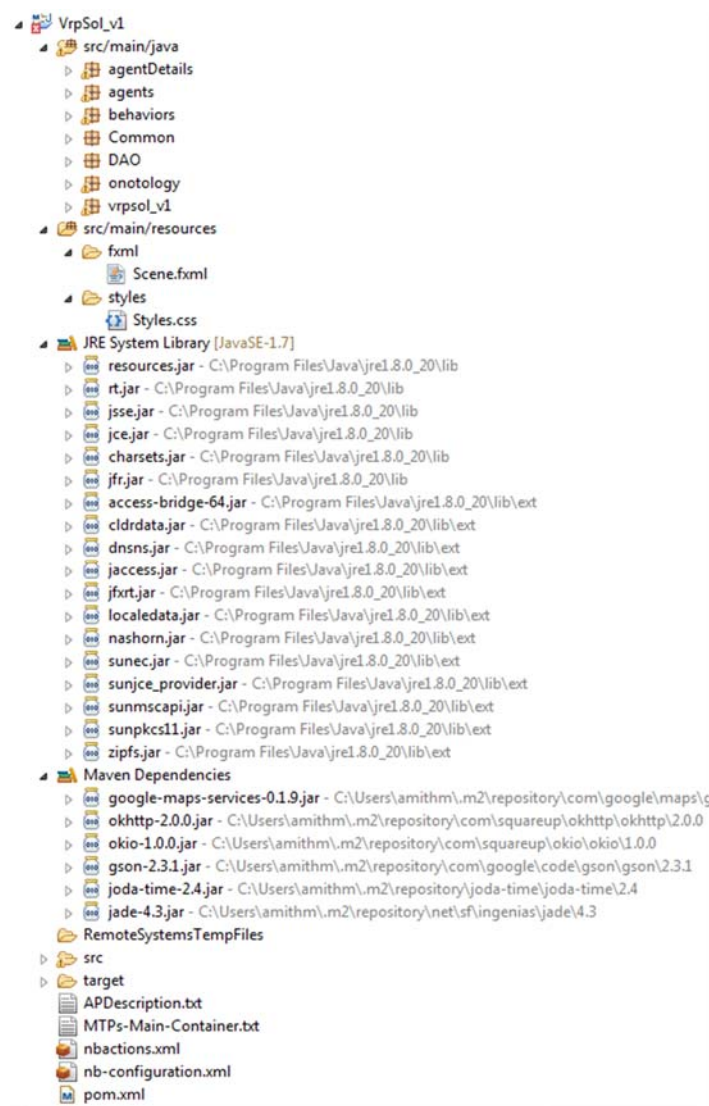 VrpSol_v1
src/main/java
agentDetails
agents
behaviors
Common
DAO
onotology
vrpsol_v1
src/main/resources
fxml
Scene.fxml
styles
Styles.css
JRE System Library [JavaSE-1.7]
resources.jar - C:\Program Files\Java\jre1.8.0_20\lib
rt.jar - C:\Program Files\Java\jre1.8.0_20\lib
jsse.jar - C:\Program Files\Java\jre1.8.0_20\lib
jce.jar - C:\Program Files\Java\jre1.8.0_20\lib
charsets.jar - C:\Program Files\Java\jre1.8.0_20\lib
jfr.jar - C:\Program Files\Java\jre1.8.0_20\lib
access-bridge-64.jar - C:\Program Files\Java\jre1.8.0_20\lib\ext
cldrdata.jar - C:\Program Files\Java\jre1.8.0_20\lib\ext
dnsns.jar - C:\Program Files\Java\jre1.8.0_20\lib\ext
jaccess.jar - C:\Program Files\Java\jre1.8.0_20\lib\ext
jfxrt.jar - C:\Program Files\Java\jre1.8.0_20\lib\ext
localedata.jar - C:\Program Files\Java\jre1.8.0_20\lib\ext
nashorn.jar - C:\Program Files\Java\jre1.8.0_20\lib\ext
sunec.jar - C:\Program Files\Java\jre1.8.0_20\lib\ext
sunjce_provider.jar - C:\Program Files\Java\jre1.8.0_20\lib\ext
sunmscapi.jar - C:\Program Files\Java\jre1.8.0_20\lib\ext
sunpkcs11.jar - C:\Program Files\Java\jre1.8.0_20\lib\ext
zipfs.jar - C:\Program Files\Java\jre1.8.0_20\lib\ext
Maven Dependencies
google-maps-services-0.1.9.jar - C:\Users\amithm\.m2\repository\com\google\maps\g
okhttp-2.0.0.jar - C:\Users\amithm\.m2\repository\com\squareup\okhttp\okhttp\2.0.0
okio-1.0.0.jar - C:\Users\amithm\.m2\repository\com\squareup\okio\okio\1.0.0
gson-2.3.1.jar - C:\Users\amithm\.m2\repository\com\google\code\gson\gson\2.3.1
joda-time-2.4.jar - C:\Users\amithm\.m2\repository\joda-time\joda-time\2.4
jade-4.3.jar - C:\Users\amithm\.m2\repository\net\sf\ingenias\jade\4.3
RemoteSystemsTempFiles
src
target
APDescription.txt
MTPs-Main-Container.txt
nbactions.xml
nb-configuration.xml
pom.xml